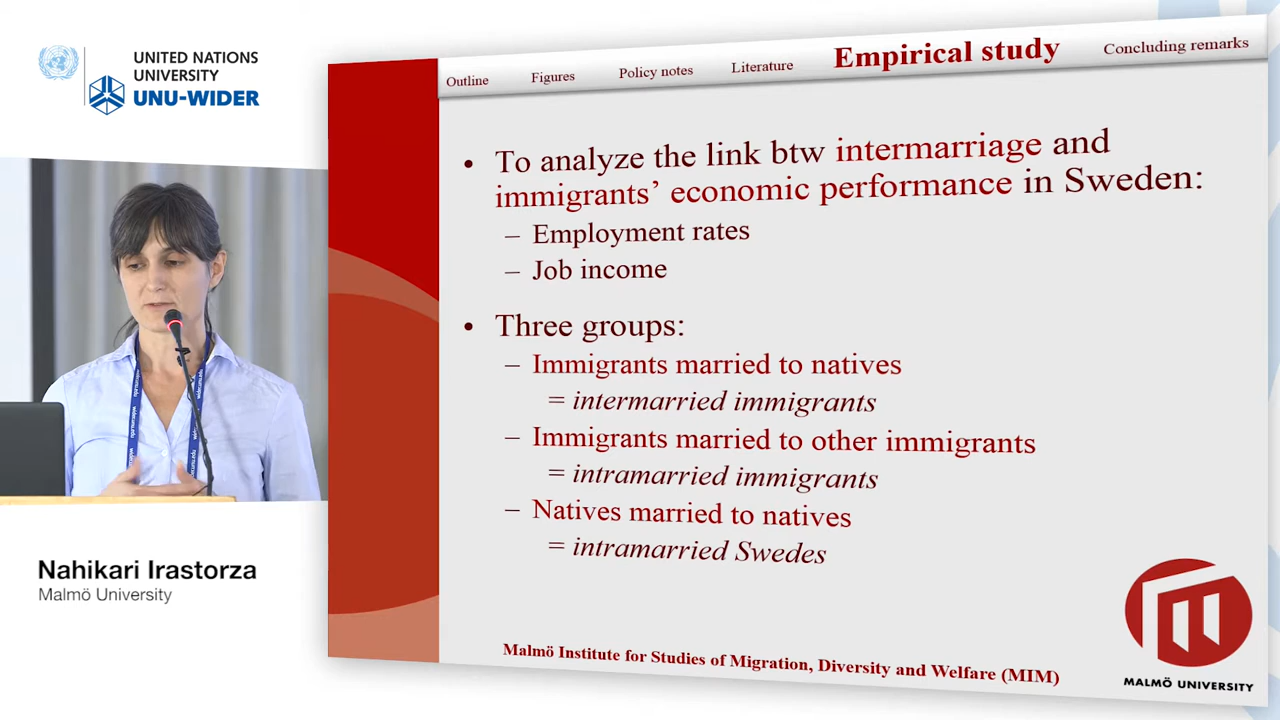 UNITED NATIONS
UNIVERSITY
UNU-WIDER
Outline Figures Policy notes Literature Empirical study Concluding remarks
• To analyze the link btw intermarriage and
immigrants’ economic performance in Sweden:
– Employment rates
– Job income
• Three groups:
– Immigrants married to natives
= intermarried immigrants
– Immigrants married to other immigrants
= intramarried immigrants
– Natives married to natives
= intramarried Swedes
Nahikari Irastorza
Malmö University
Malmö Institute for Studies of Migration, Diversity and Welfare (MIM)
MALMÖ UNIVERSITY